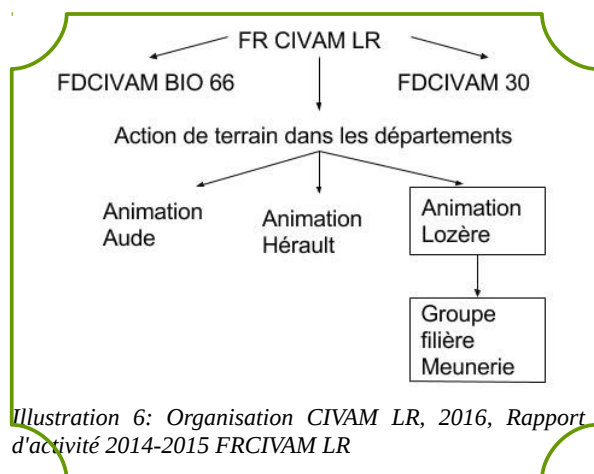 FR CIVAM LR
FDCIVAM BIO 66
FDCIVAM 30
Action de terrain dans les départements
Animation
Aude
Animation
Hérault
Animation
Lozère
Groupe
filière
Meunerie
Illustration 6: Organisation CIVAM LR, 2016, Rapport
d'activité 2014-2015 FRCIVAM LR